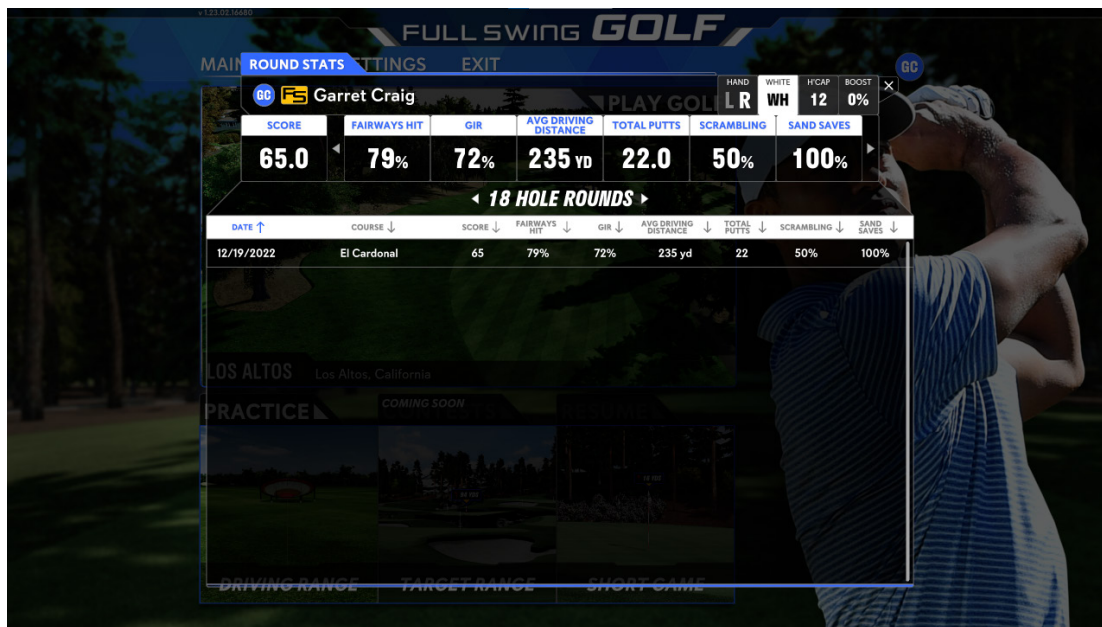 v1.23.02.16680
FULL SWING GOLF
MAIN TTINGS EXIT
GC
ROUND STATS
GC FS Garret Craig
HAND WHITE H'CAP BOOST
L R WH 12 0%
PLAY GOL
SCORE FAIRWAYS HIT GIR AVG DRIVING DISTANCE TOTAL PUTTS SCRAMBLING SAND SAVES
65.0 79% 72% 235 YD 22.0 50% 100%
18 HOLE ROUNDS
DATE COURSE SCORE FAIRWAYS HIT GIR AVG DRIVING DISTANCE TOTAL PUTTS SCRAMBLING SAND SAVES
12/19/2022 El Cardonal 65 79% 72% 235 yd 22 50% 100%
LOS ALTOS Los Altos, California
PRACTICE COMING SOON RESUME
DRIVING RANGE TARGET RANGE SHORT GAME